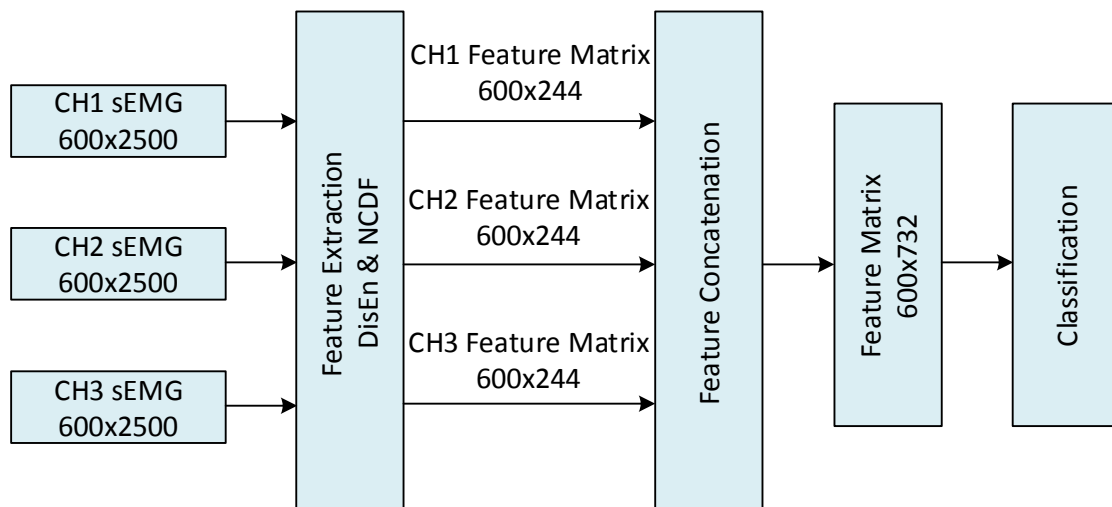 CH1 sEMG
600x2500
CH2 sEMG
600x2500
CH3 sEMG
600x2500
Feature Extraction
DisEn & NCDF
CH1 Feature Matrix
600x244
CH2 Feature Matrix
600x244
CH3 Feature Matrix
600x244
Feature Concatenation
Feature Matrix
600x732
Classification